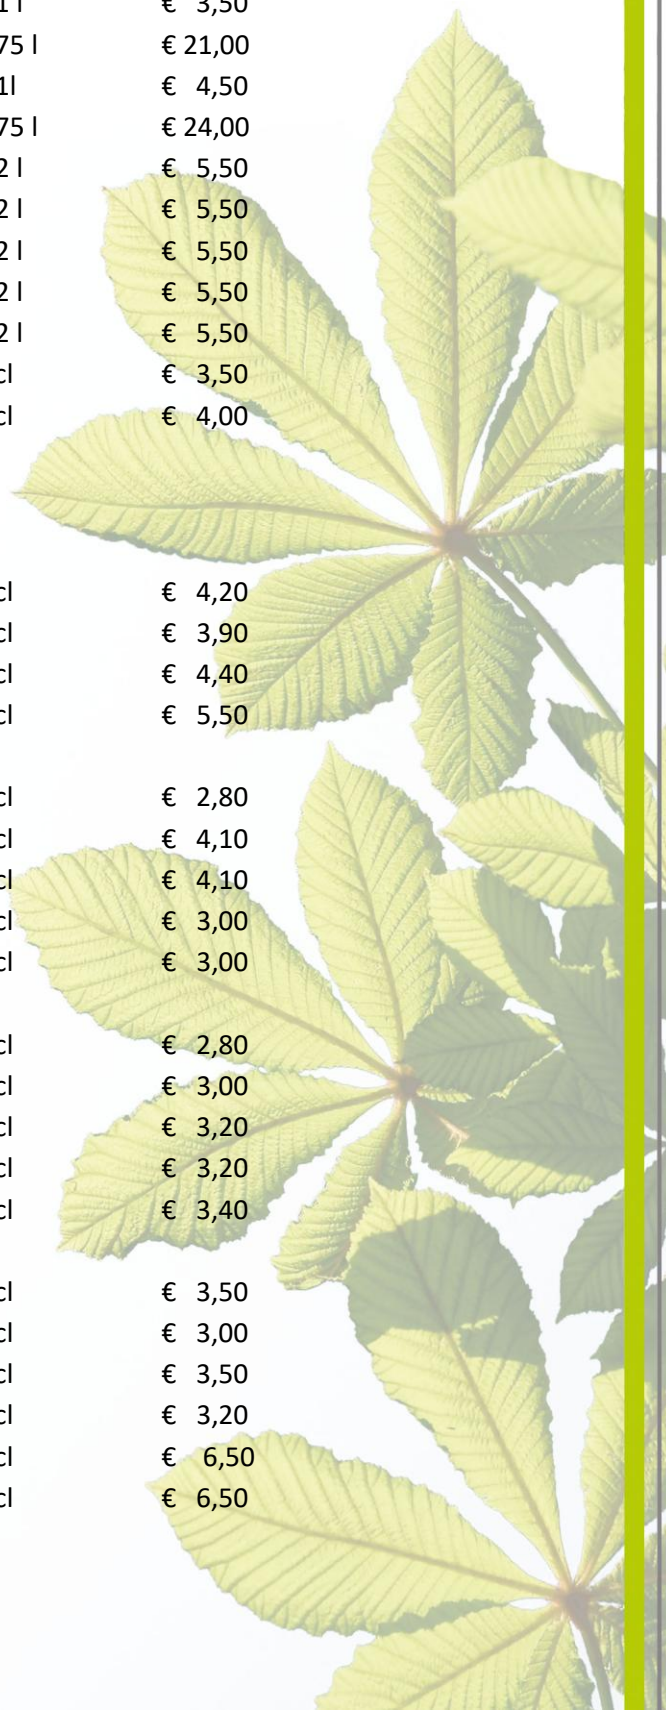 1 l € 3,50
75 l € 21,00
1l € 4,50
75 l € 24,00
2 l € 5,50
2 l € 5,50
2 l € 5,50
2 l € 5,50
2 l € 5,50
cl € 3,50
cl € 4,00
cl € 4,20
cl € 3,90
cl € 4,40
cl € 5,50
cl € 2,80
cl € 4,10
cl € 4,10
cl € 3,00
cl € 3,00
cl € 2,80
cl € 3,00
cl € 3,20
cl € 3,20
cl € 3,40
cl € 3,50
cl € 3,00
cl € 3,50
cl € 3,20
cl € 6,50
cl € 6,50